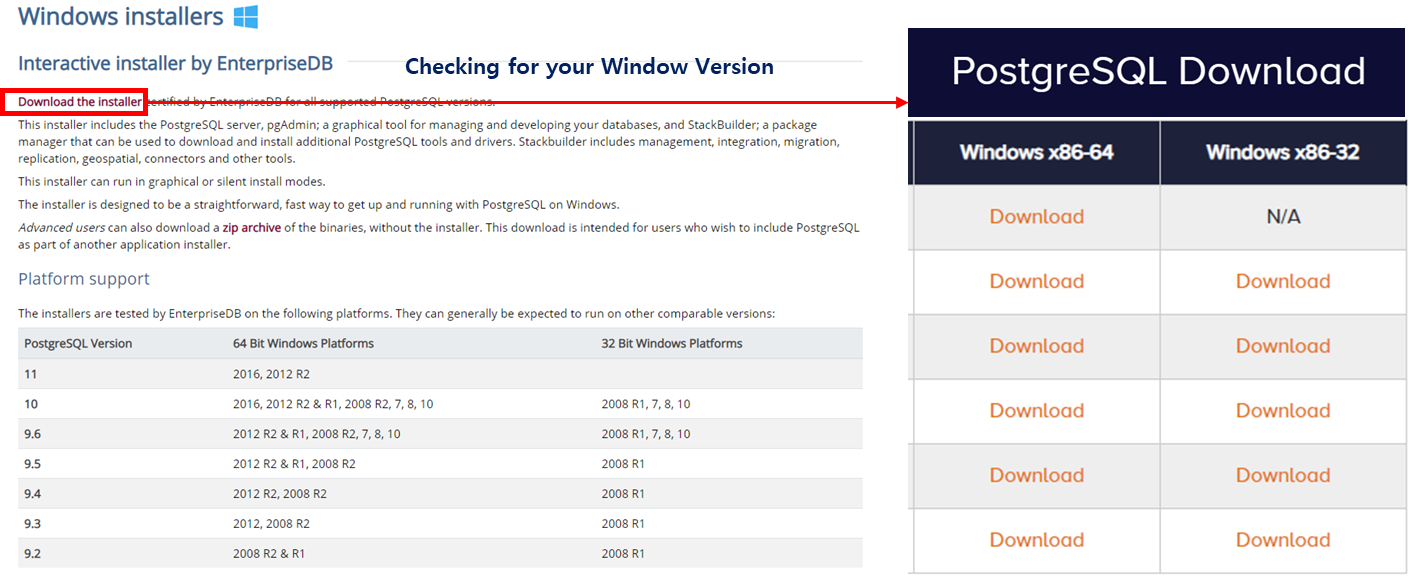 Windows installers
Interactive installer by EnterpriseDB
Checking for your Window Version
Download the installer certified by EnterpriseDB for all supported PostgreSQL versions.
This installer includes the PostgreSQL server, pgAdmin; a graphical tool for managing and developing your databases, and StackBuilder; a package
manager that can be used to download and install additional PostgreSQL tools and drivers. Stackbuilder includes management, integration, migration,
replication, geospatial, connectors and other tools.
This installer can run in graphical or silent install modes.
The installer is designed to be a straightforward, fast way to get up and running with PostgreSQL on Windows.
Advanced users can also download a zip archive of the binaries, without the installer. This download is intended for users who wish to include PostgreSQL
as part of another application installer.
Platform support
The installers are tested by EnterpriseDB on the following platforms. They can generally be expected to run on other comparable versions:
PostgreSQL Version 64 Bit Windows Platforms 32 Bit Windows Platforms
11 2016, 2012 R2
10 2016, 2012 R2 & R1, 2008 R2, 7, 8, 10 2008 R1, 7, 8, 10
9.6 2012 R2 & R1, 2008 R2, 7, 8, 10 2008 R1, 7, 8, 10
9.5 2012 R2 & R1, 2008 R2 2008 R1
9.4 2012 R2, 2008 R2 2008 R1
9.3 2012, 2008 R2 2008 R1
9.2 2008 R2 & R1 2008 R1
PostgreSQL Download
Windows x86-64 Windows x86-32
Download N/A
Download Download
Download Download
Download Download
Download Download
Download Download